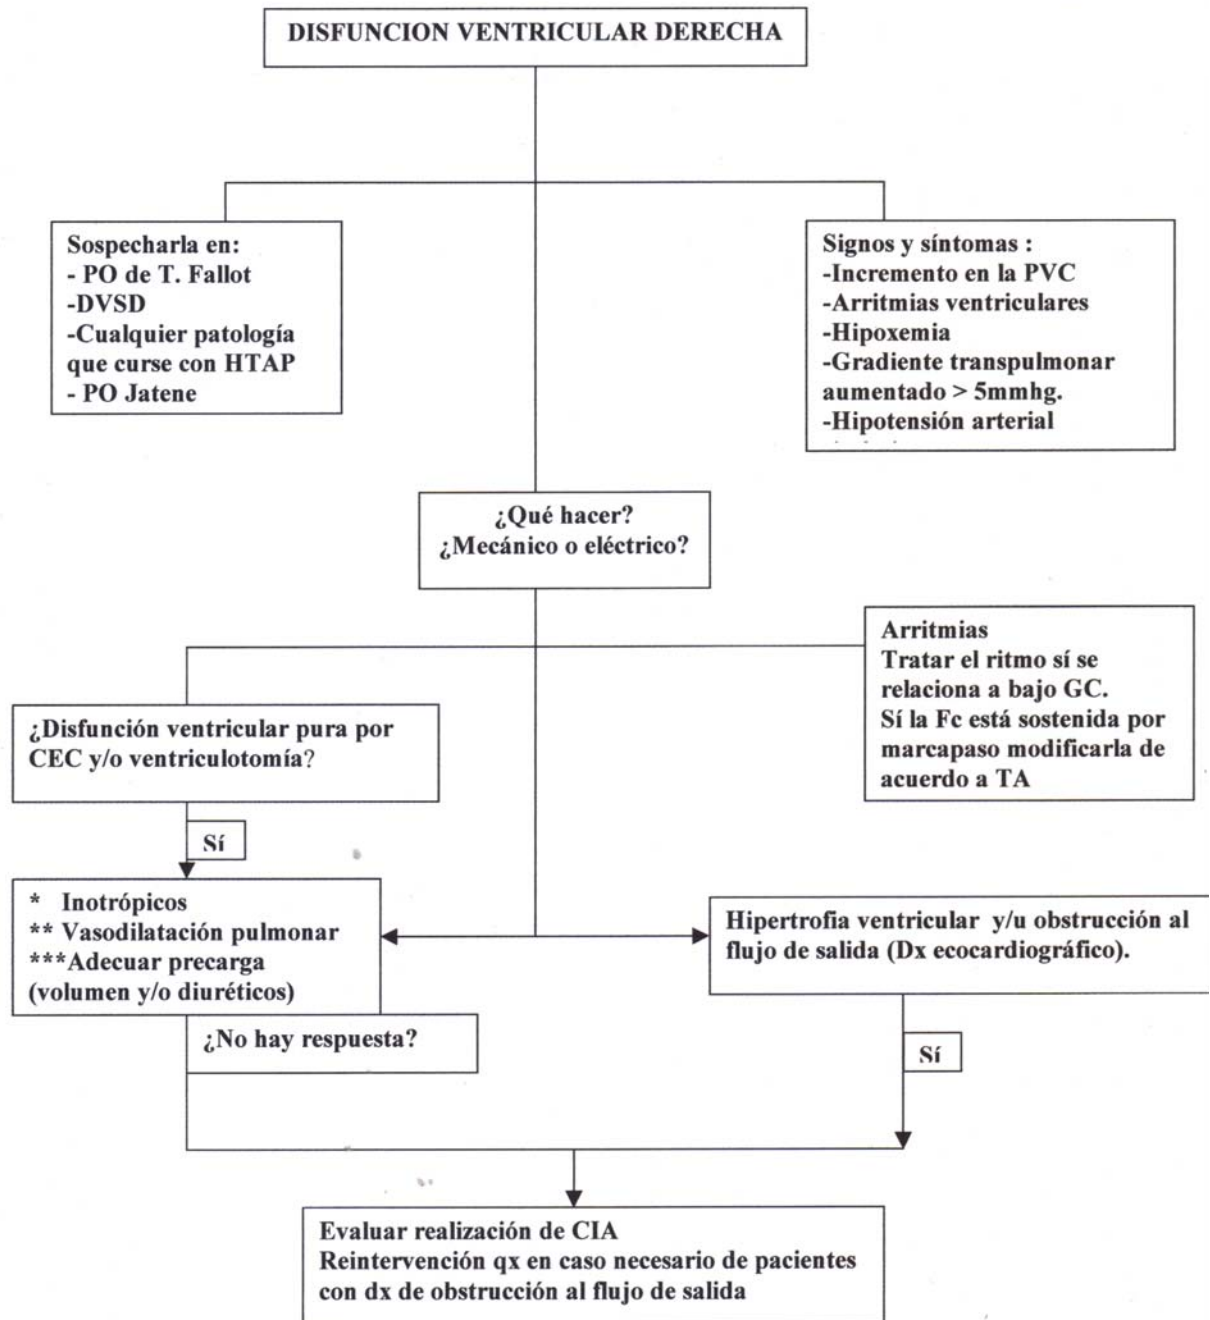 DISFUNCION VENTRICULAR DERECHA
Sospecharla en:
- PO de T. Fallot
-DVSD
-Cualquier patología
que curse con HTAP
- PO Jatene
Signos y síntomas :
-Incremento en la PVC
-Arritmias ventriculares
-Hipoxemia
-Gradiente transpulmonar
aumentado > 5mmhg.
-Hipotensión arterial
¿Qué hacer?
¿Mecánico o eléctrico?
Arritmias
Tratar el ritmo sí se
relaciona a bajo GC.
Sí la Fc está sostenida por
marcapaso modificarla de
acuerdo a TA
¿Disfunción ventricular pura por
CEC y/o ventriculotomía?
Sí
* Inotrópicos
** Vasodilatación pulmonar
***Adecuar precarga
(volumen y/o diuréticos)
Hipertrofia ventricular y/u obstrucción al
flujo de salida (Dx ecocardiográfico).
¿No hay respuesta?
Sí
Evaluar realización de CIA
Reintervención qx en caso necesario de pacientes
con dx de obstrucción al flujo de salida